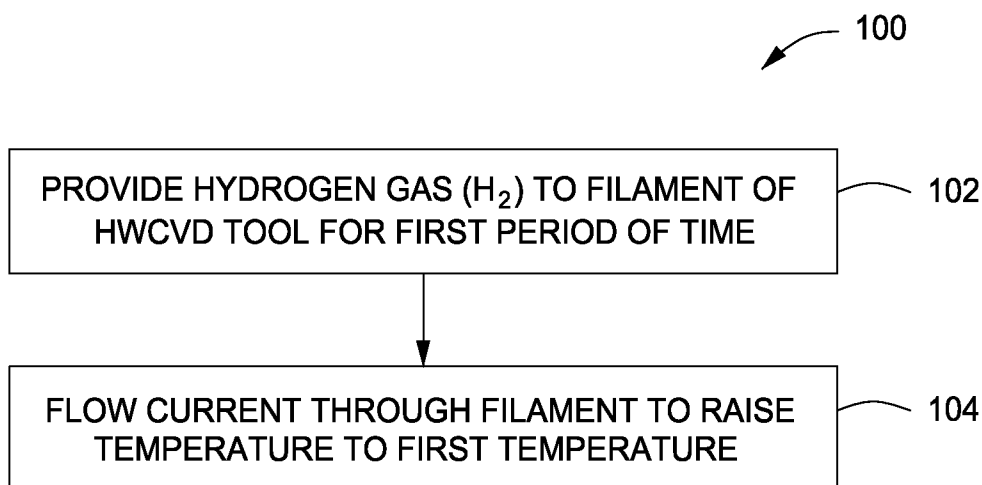 100
PROVIDE HYDROGEN GAS (H₂) TO FILAMENT OF
HWCVD TOOL FOR FIRST PERIOD OF TIME
102
FLOW CURRENT THROUGH FILAMENT TO RAISE
TEMPERATURE TO FIRST TEMPERATURE
104